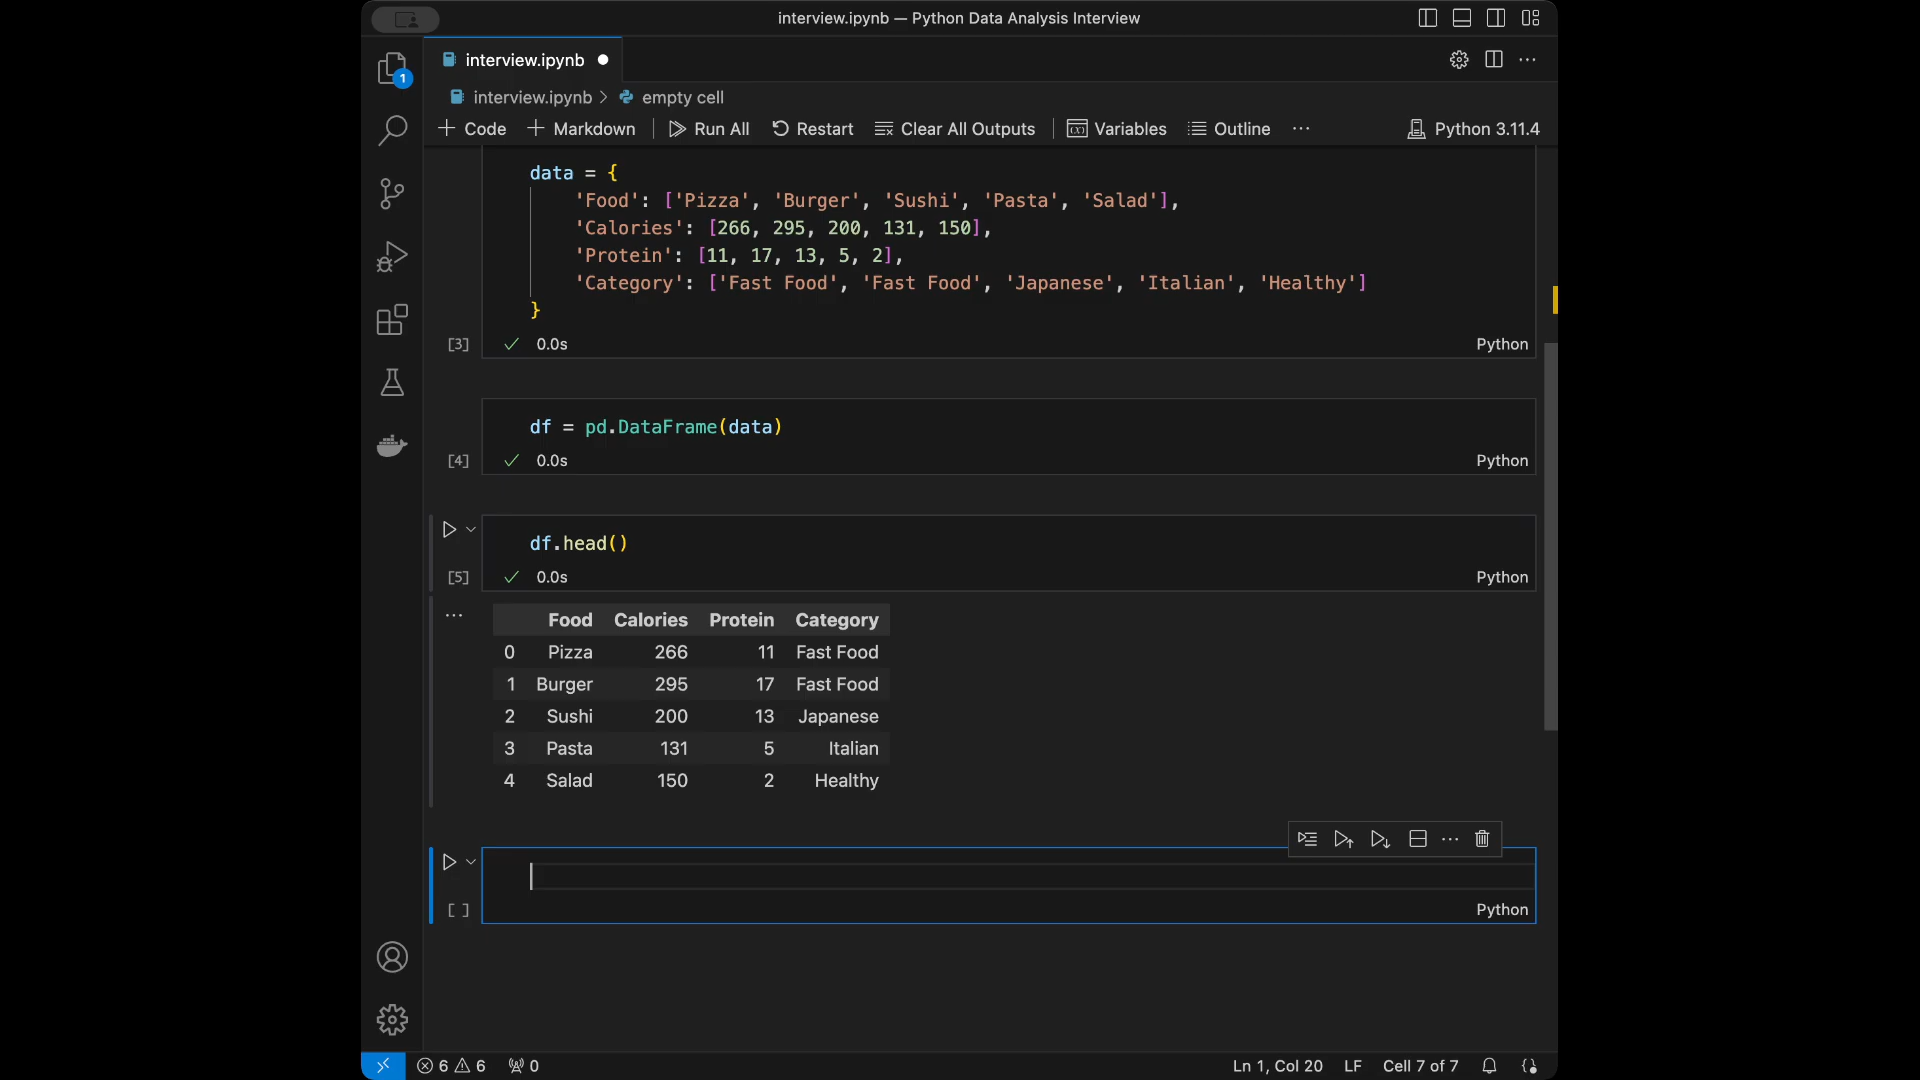 interview.ipynb — Python Data Analysis Interview
interview.ipynb
1
interview.ipynb > empty cell
+ Code + Markdown Run All Restart Clear All Outputs Variables Outline ... Python 3.11.4
data = {
'Food': ['Pizza', 'Burger', 'Sushi', 'Pasta', 'Salad'],
'Calories': [266, 295, 200, 131, 150],
'Protein': [11, 17, 13, 5, 2],
'Category': ['Fast Food', 'Fast Food', 'Japanese', 'Italian', 'Healthy']
}
[3] ✓ 0.0s Python
df = pd.DataFrame(data)
[4] ✓ 0.0s Python
df.head()
[5] ✓ 0.0s Python
Food Calories Protein Category
0 Pizza 266 11 Fast Food
1 Burger 295 17 Fast Food
2 Sushi 200 13 Japanese
3 Pasta 131 5 Italian
4 Salad 150 2 Healthy
[ ] Python
6 6 0 Ln 1, Col 20 LF Cell 7 of 7